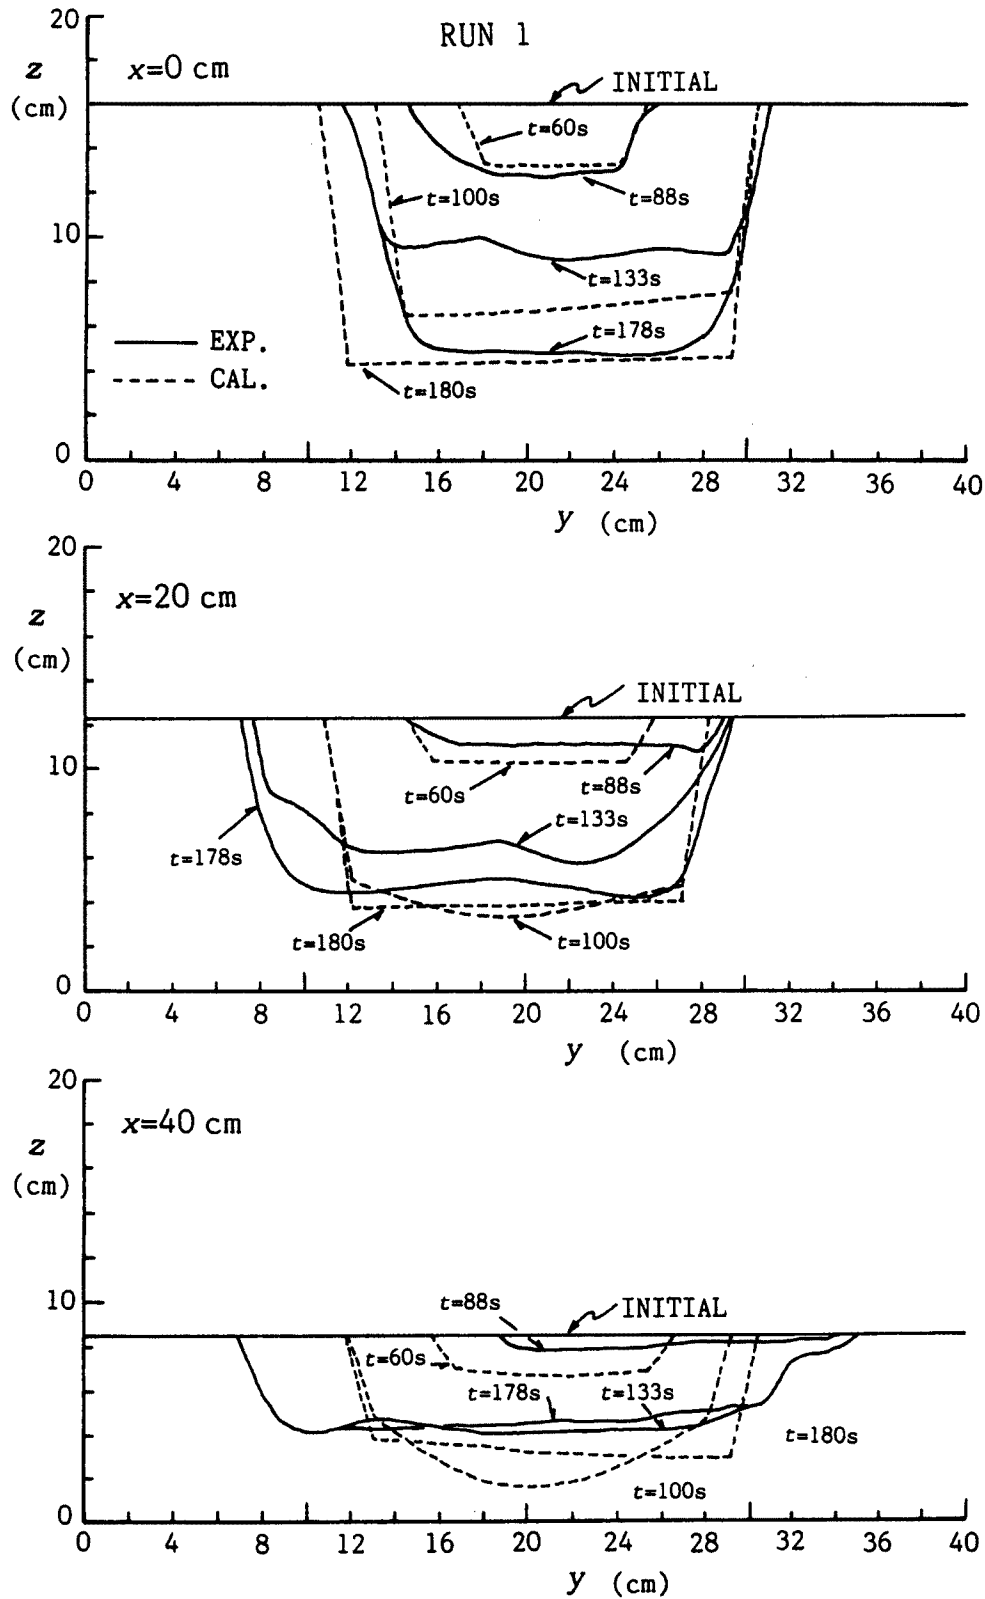 RUN 1
20
z
(cm)
x=0 cm
INITIAL
t=60s
t=100s
t=88s
10
t=133s
t=178s
EXP.
CAL.
t=180s
0
0 4 8 12 16 20 24 28 32 36 40
y (cm)
20
x=20 cm
z
(cm)
INITIAL
10
t=60s
t=88s
t=133s
t=178s
t=180s
t=100s
0
0 4 8 12 16 20 24 28 32 36 40
y (cm)
20
x=40 cm
z
(cm)
10
t=88s
INITIAL
t=60s
t=178s
t=133s
t=180s
t=100s
0
0 4 8 12 16 20 24 28 32 36 40
y (cm)